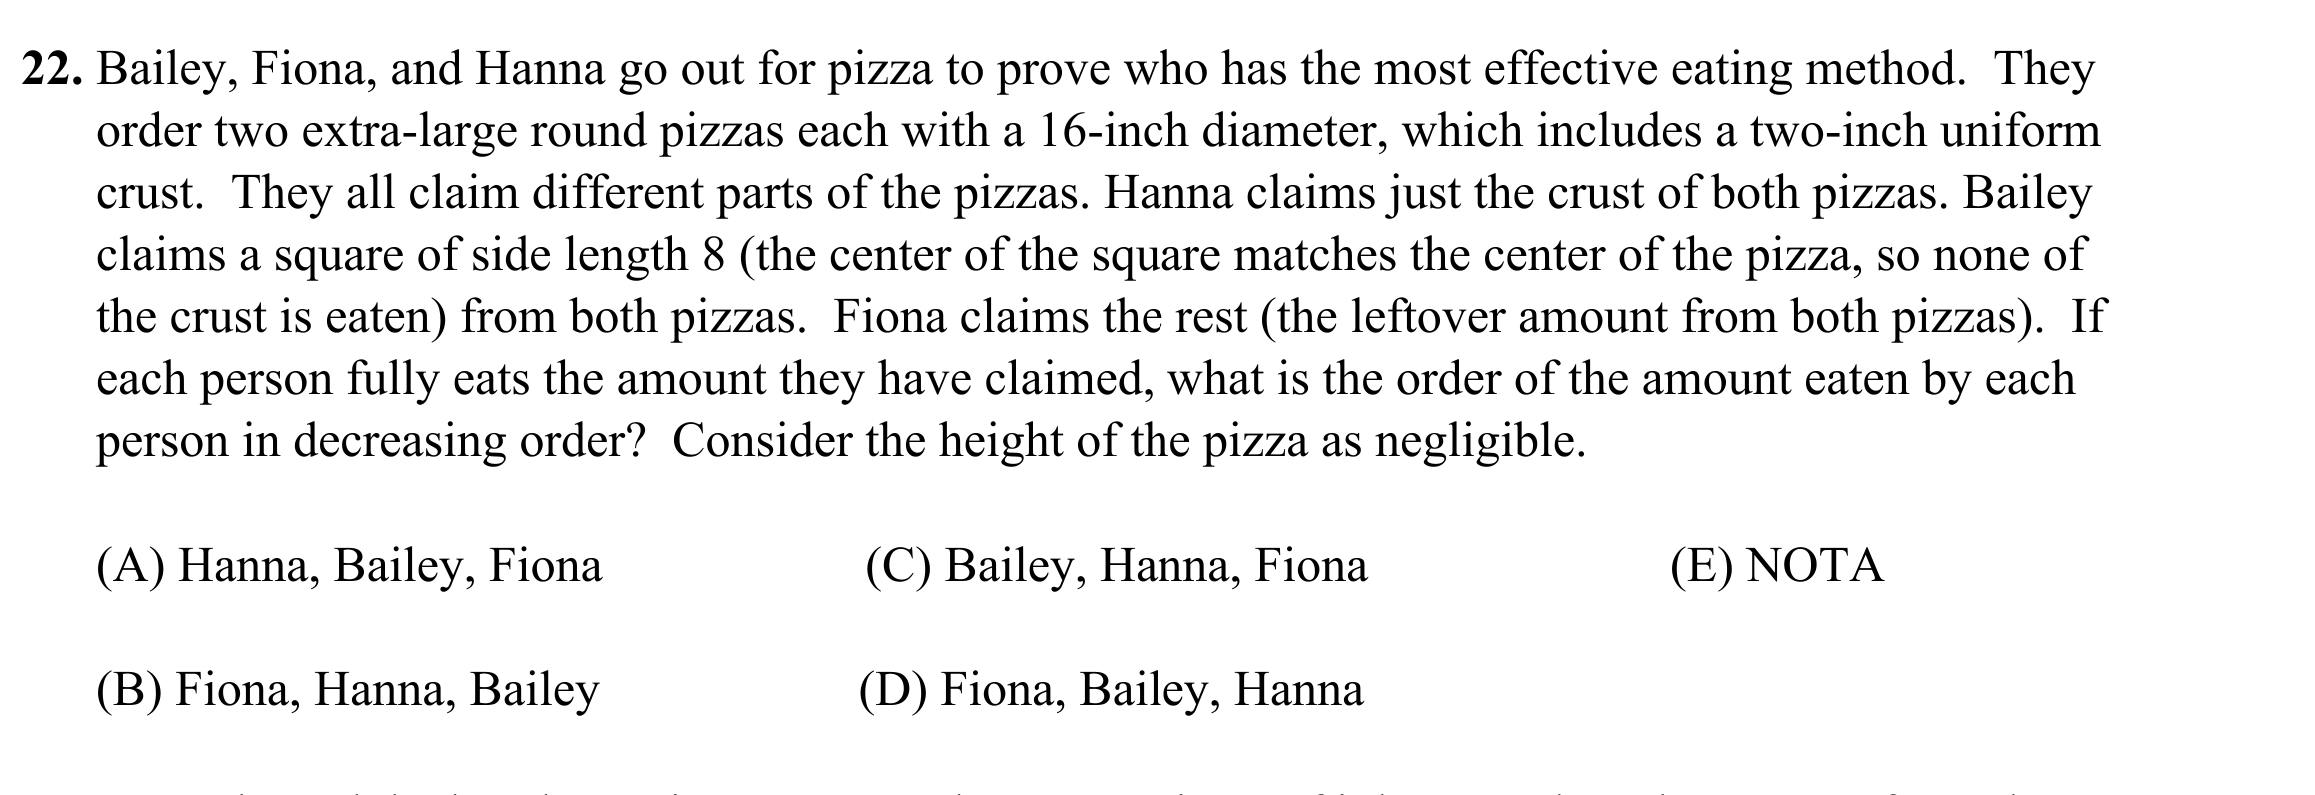 22. Bailey, Fiona, and Hanna go out for pizza to prove who has the most effective eating method. They
order two extra-large round pizzas each with a 16-inch diameter, which includes a two-inch uniform
crust. They all claim different parts of the pizzas. Hanna claims just the crust of both pizzas. Bailey
claims a square of side length 8 (the center of the square matches the center of the pizza, so none of
the crust is eaten) from both pizzas. Fiona claims the rest (the leftover amount from both pizzas). If
each person fully eats the amount they have claimed, what is the order of the amount eaten by each
person in decreasing order? Consider the height of the pizza as negligible.
(A) Hanna, Bailey, Fiona (C) Bailey, Hanna, Fiona (E) NOTA
(B) Fiona, Hanna, Bailey (D) Fiona, Bailey, Hanna